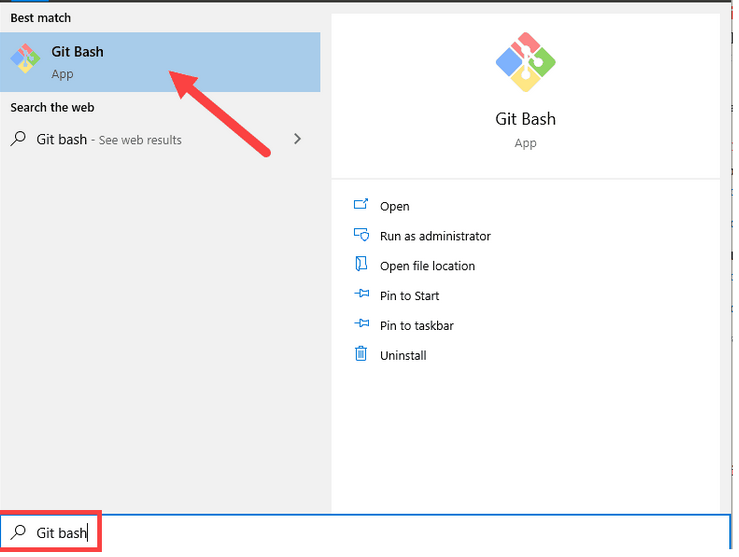 Best match
Git Bash
App
Search the web
Git bash - See web results
Git Bash
App
Open
Run as administrator
Open file location
Pin to Start
Pin to taskbar
Uninstall
Git bash